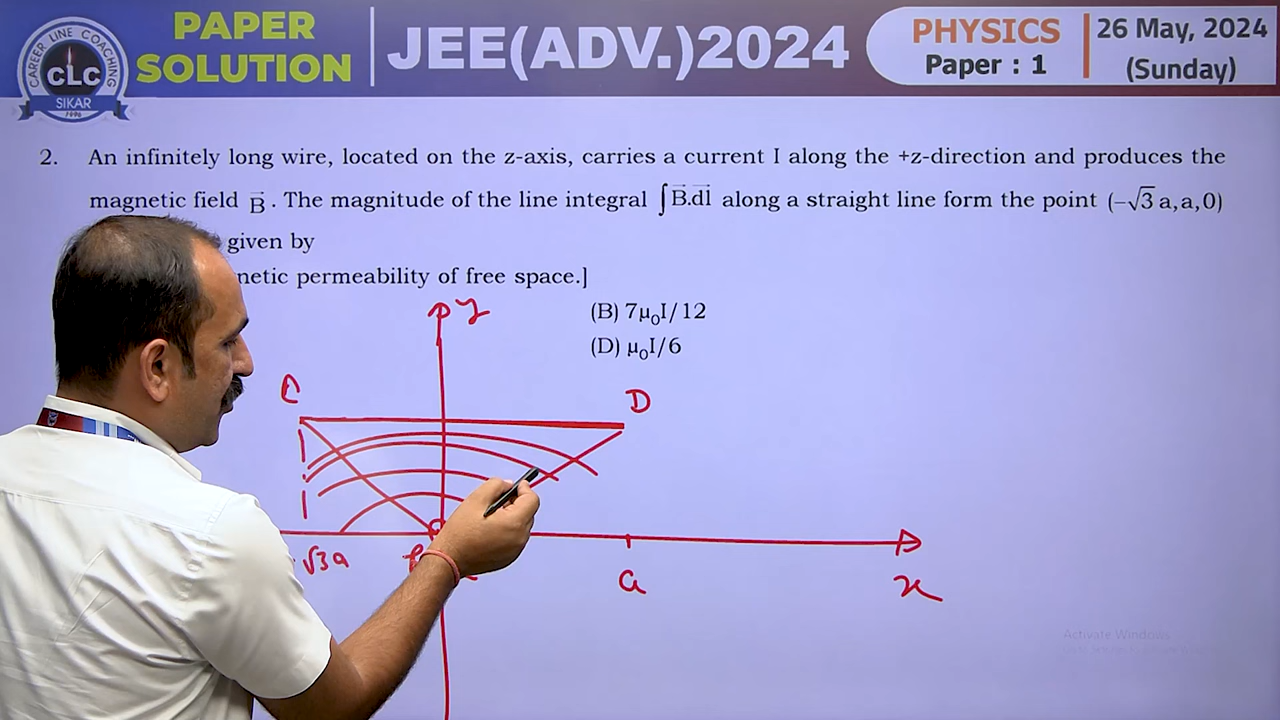 CAREER LINE COACHING
CLC
SIKAR
1996
PAPER
SOLUTION
JEE(ADV.)2024
PHYSICS
Paper : 1
26 May, 2024
(Sunday)
2. An infinitely long wire, located on the z-axis, carries a current I along the +z-direction and produces the
magnetic field B⃗. The magnitude of the line integral ∫B⃗.dl⃗ along a straight line form the point (−√3 a,a,0)
given by
netic permeability of free space.]
(B) 7μ₀I/12
(D) μ₀I/6
y
C
D
√3a
a
x
Activate Windows